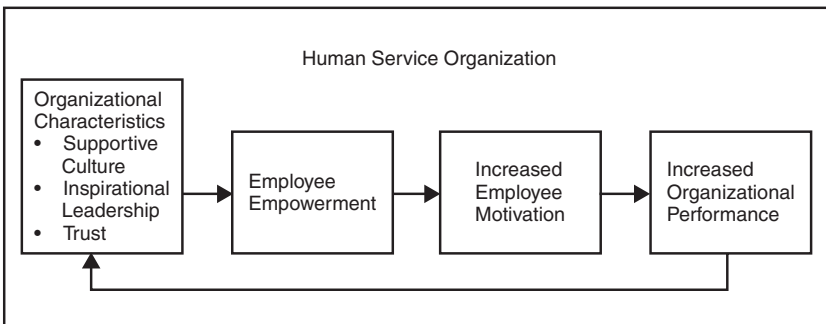 Human Service Organization
Organizational
Characteristics
• Supportive
Culture
• Inspirational
Leadership
• Trust
Employee
Empowerment
Increased
Employee
Motivation
Increased
Organizational
Performance